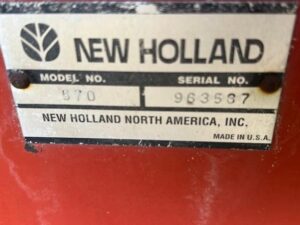 NEW HOLLAND
MODEL NO. SERIAL NO.
570 963587
NEW HOLLAND NORTH AMERICA, INC.
MADE IN U.S.A.